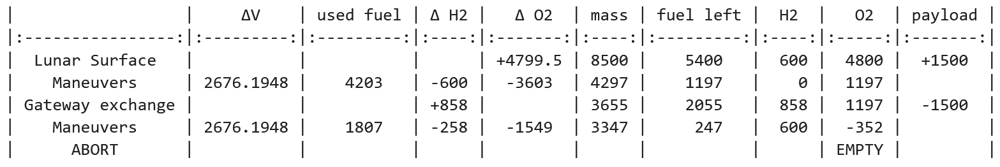 |                 |     ΔV    | used fuel | Δ H2 |   Δ O2  | mass | fuel left |  H2  |   O2  | payload |
|:---------------:|:---------:|:---------:|:----:|:-------:|:----:|:---------:|:----:|:-----:|:-------:|
|  Lunar Surface  |           |           |      | +4799.5 | 8500 |    5400   |  600 |  4800 |  +1500  |
|    Maneuvers    | 2676.1948 |    4203   | -600 |  -3603  | 4297 |    1197   |    0 |  1197 |         |
| Gateway exchange |           |           | +858 |         | 3655 |    2055   |  858 |  1197 |  -1500  |
|    Maneuvers    | 2676.1948 |    1807   | -258 |  -1549  | 3347 |     247   |  600 |  -352 |         |
|      ABORT      |           |           |      |         |      |           |      | EMPTY |         |